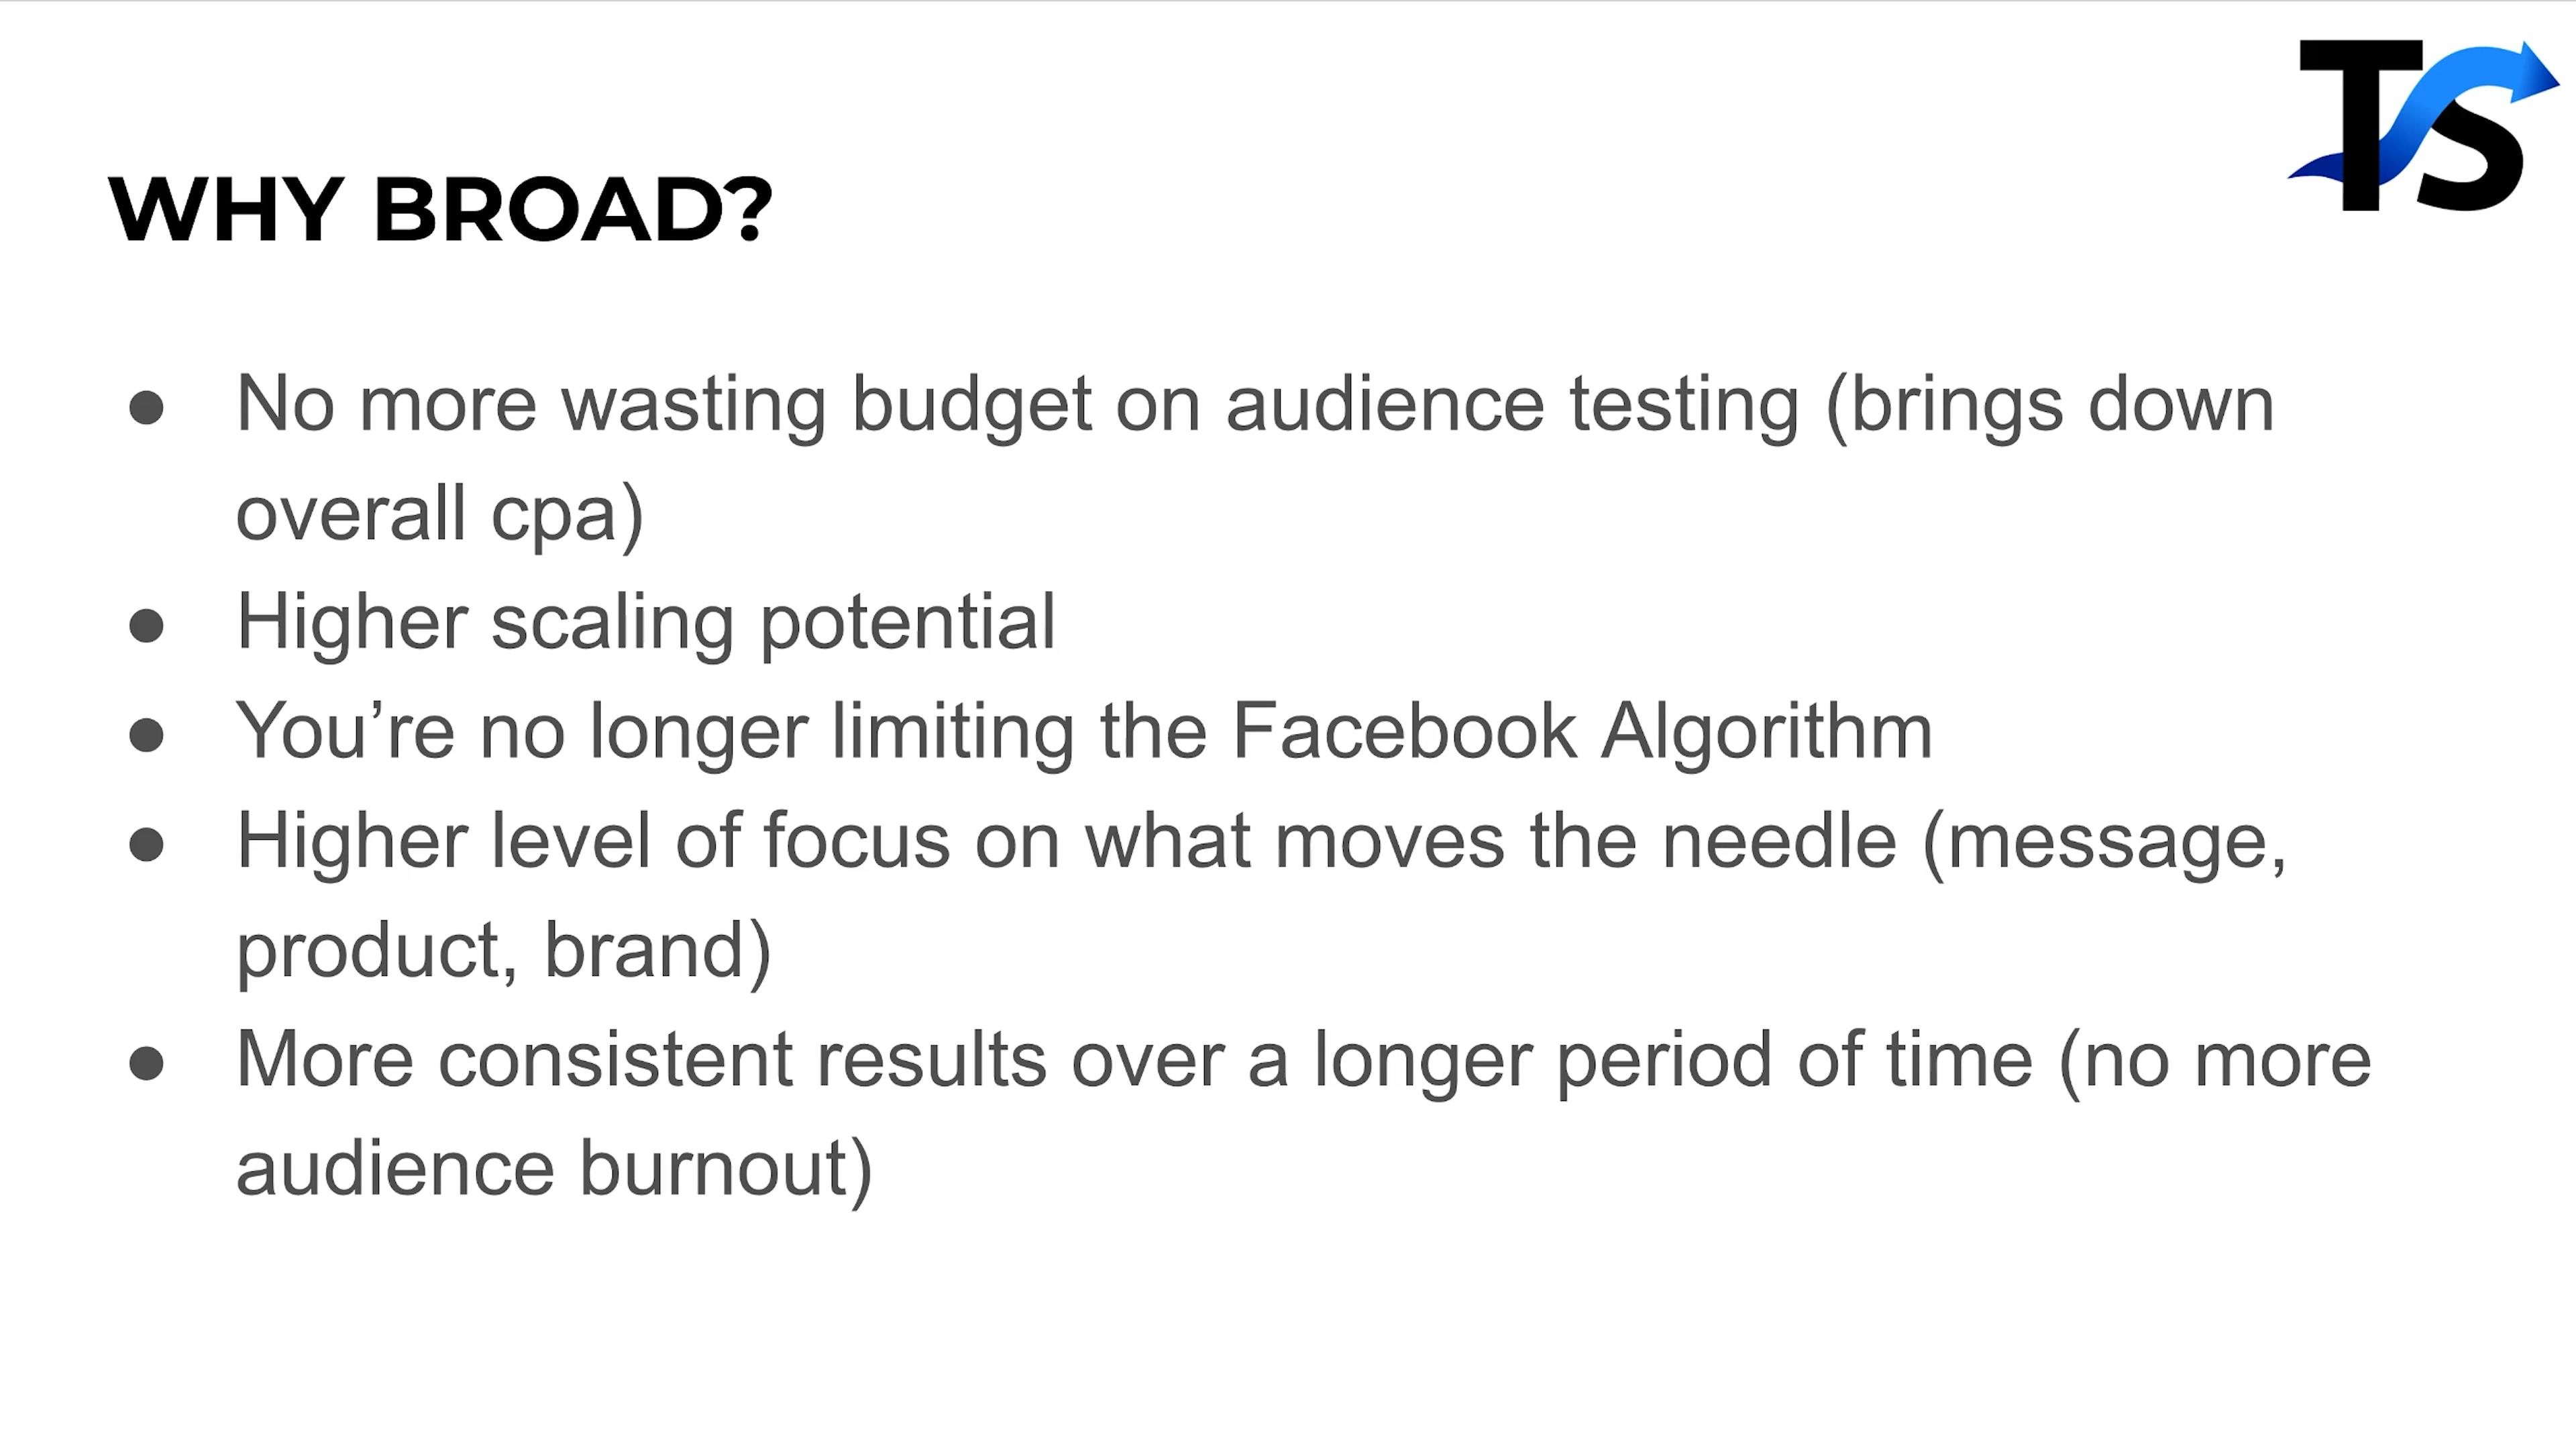 TS
WHY BROAD?
● No more wasting budget on audience testing (brings down
overall cpa)
● Higher scaling potential
● You’re no longer limiting the Facebook Algorithm
● Higher level of focus on what moves the needle (message,
product, brand)
● More consistent results over a longer period of time (no more
audience burnout)